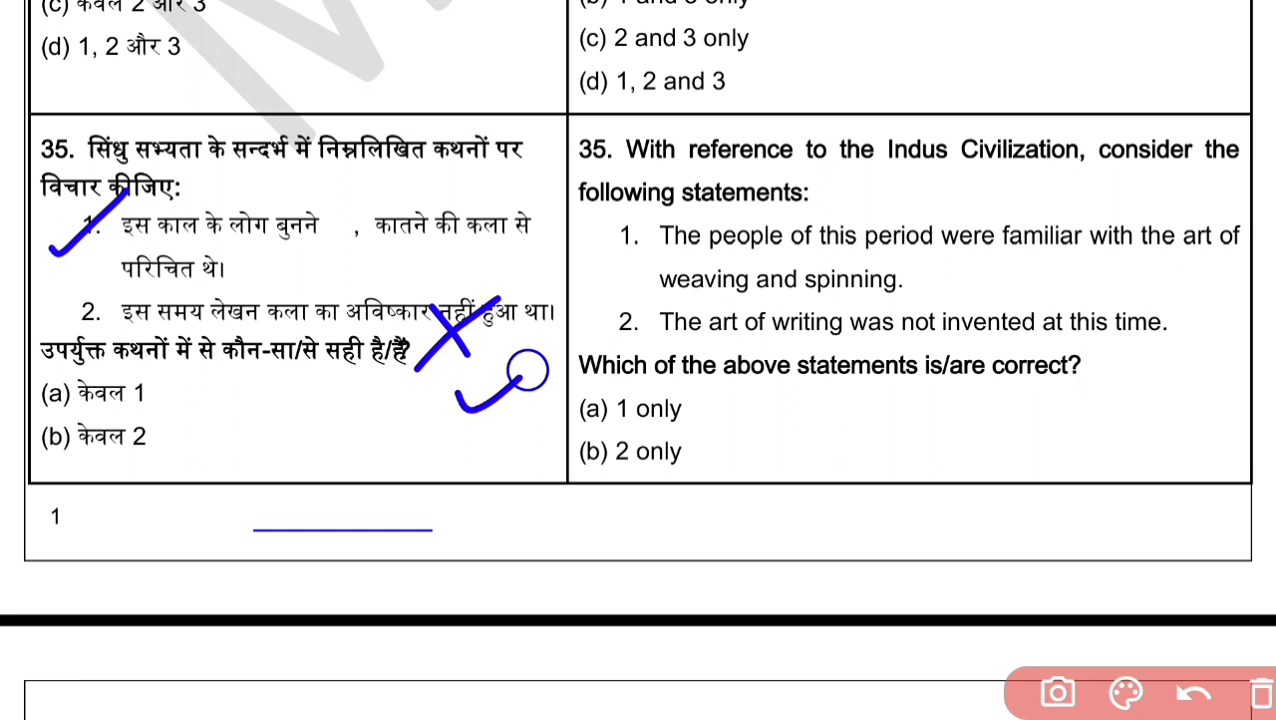 (c) केवल 2 और 3
(d) 1, 2 और 3
(c) 2 and 3 only
(d) 1, 2 and 3
35. सिंधु सभ्यता के सन्दर्भ में निम्नलिखित कथनों पर
विचार कीजिए:
1. इस काल के लोग बुनने , कातने की कला से
परिचित थे।
2. इस समय लेखन कला का अविष्कार नहीं हुआ था।
उपर्युक्त कथनों में से कौन-सा/से सही है/हैं?
(a) केवल 1
(b) केवल 2
35. With reference to the Indus Civilization, consider the
following statements:
1. The people of this period were familiar with the art of
weaving and spinning.
2. The art of writing was not invented at this time.
Which of the above statements is/are correct?
(a) 1 only
(b) 2 only
1